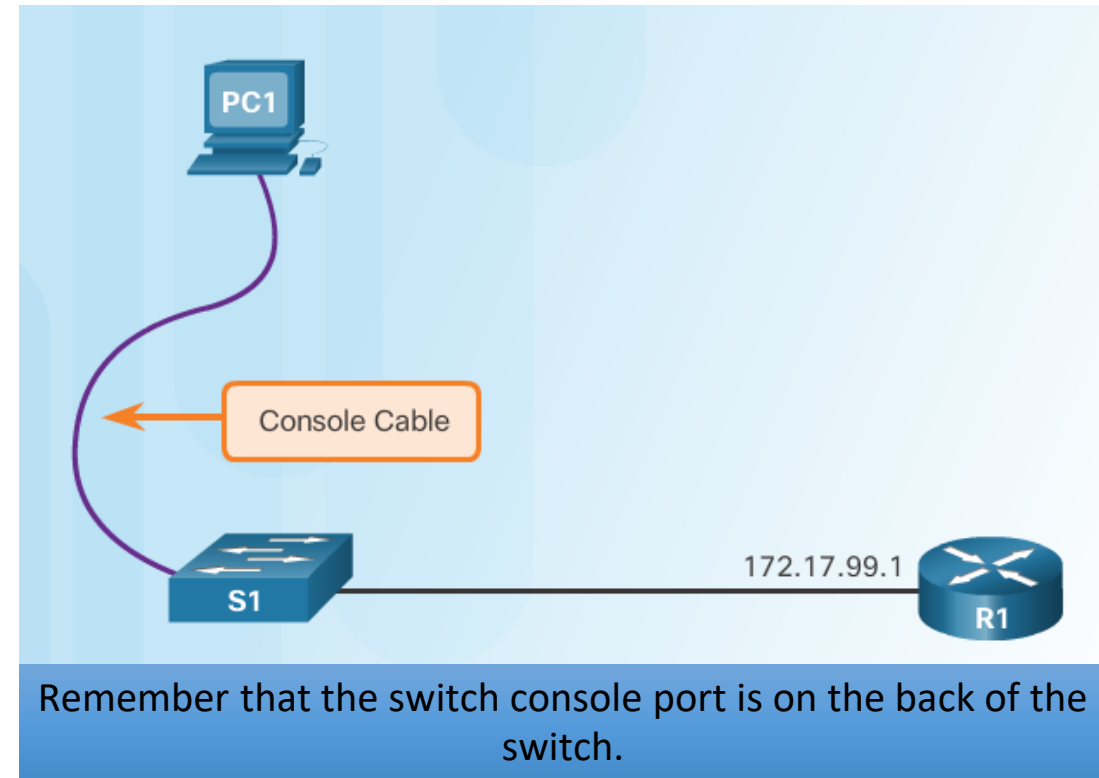 PC1
Console Cable
172.17.99.1
S1
R1
Remember that the switch console port is on the back of the
switch.